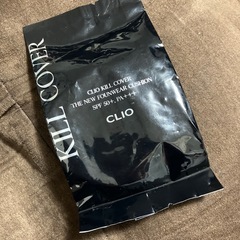 KILL COVER
CLIO KILL COVER
THE NEW FOUNWEAR CUSHION
SPF 50+, PA+++
CLIO